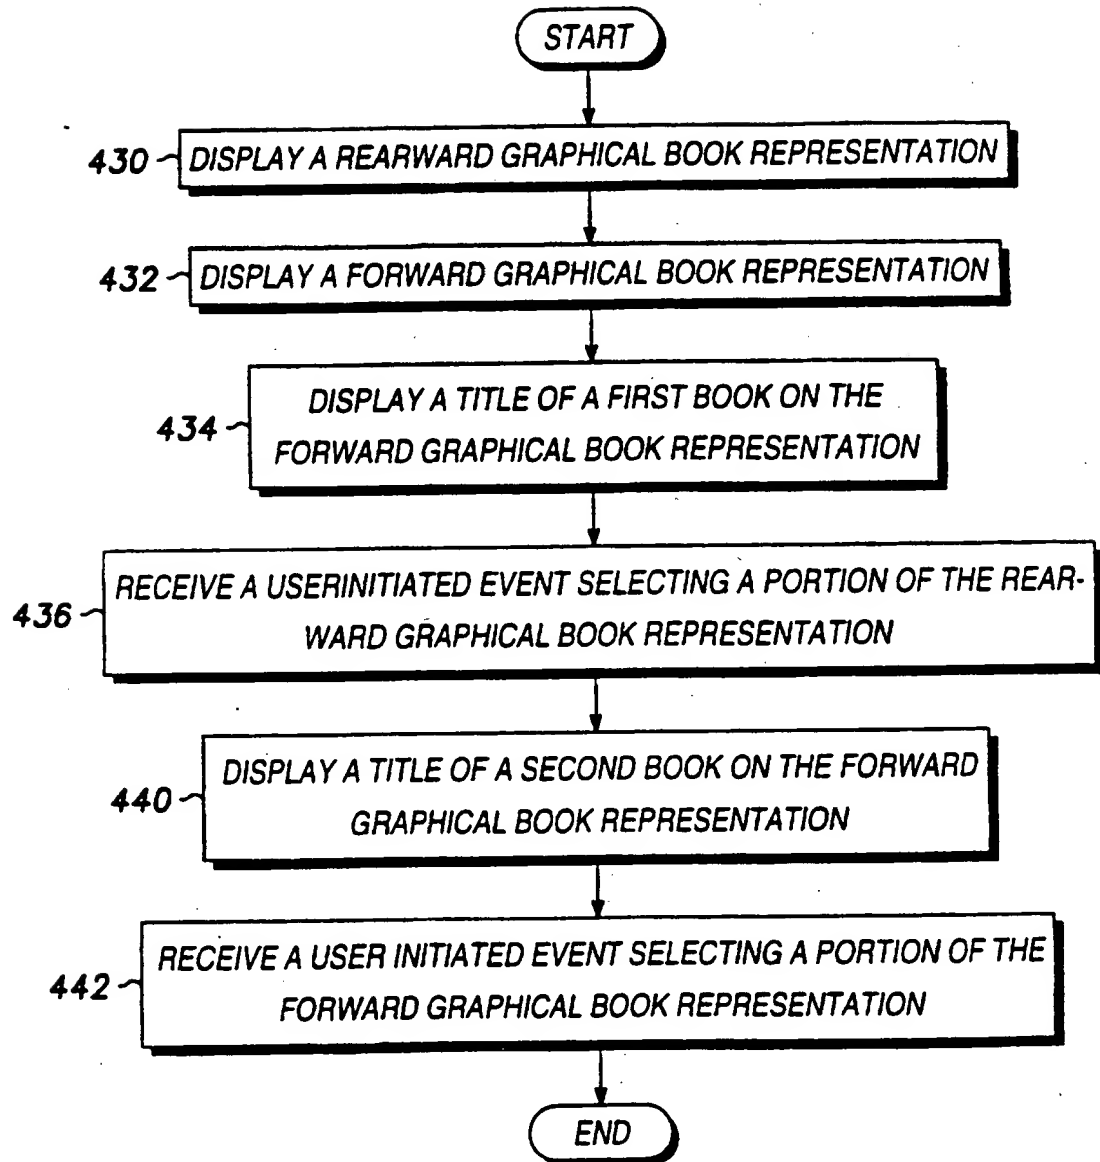 START
430 DISPLAY A REARWARD GRAPHICAL BOOK REPRESENTATION
432 DISPLAY A FORWARD GRAPHICAL BOOK REPRESENTATION
434 DISPLAY A TITLE OF A FIRST BOOK ON THE
FORWARD GRAPHICAL BOOK REPRESENTATION
436 RECEIVE A USERINITIATED EVENT SELECTING A PORTION OF THE REAR-
WARD GRAPHICAL BOOK REPRESENTATION
440 DISPLAY A TITLE OF A SECOND BOOK ON THE FORWARD
GRAPHICAL BOOK REPRESENTATION
442 RECEIVE A USER INITIATED EVENT SELECTING A PORTION OF THE
FORWARD GRAPHICAL BOOK REPRESENTATION
END